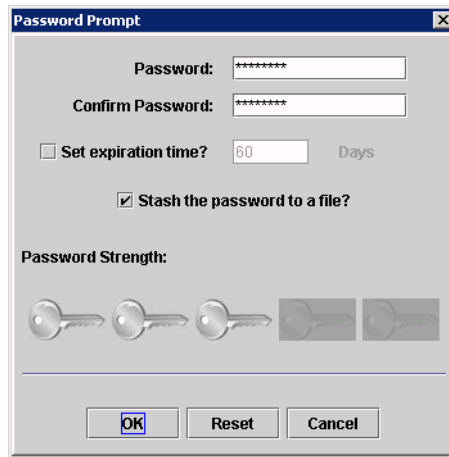 Password Prompt
Password: ********
Confirm Password: ********
Set expiration time? 60 Days
Stash the password to a file?
Password Strength:
OK Reset Cancel